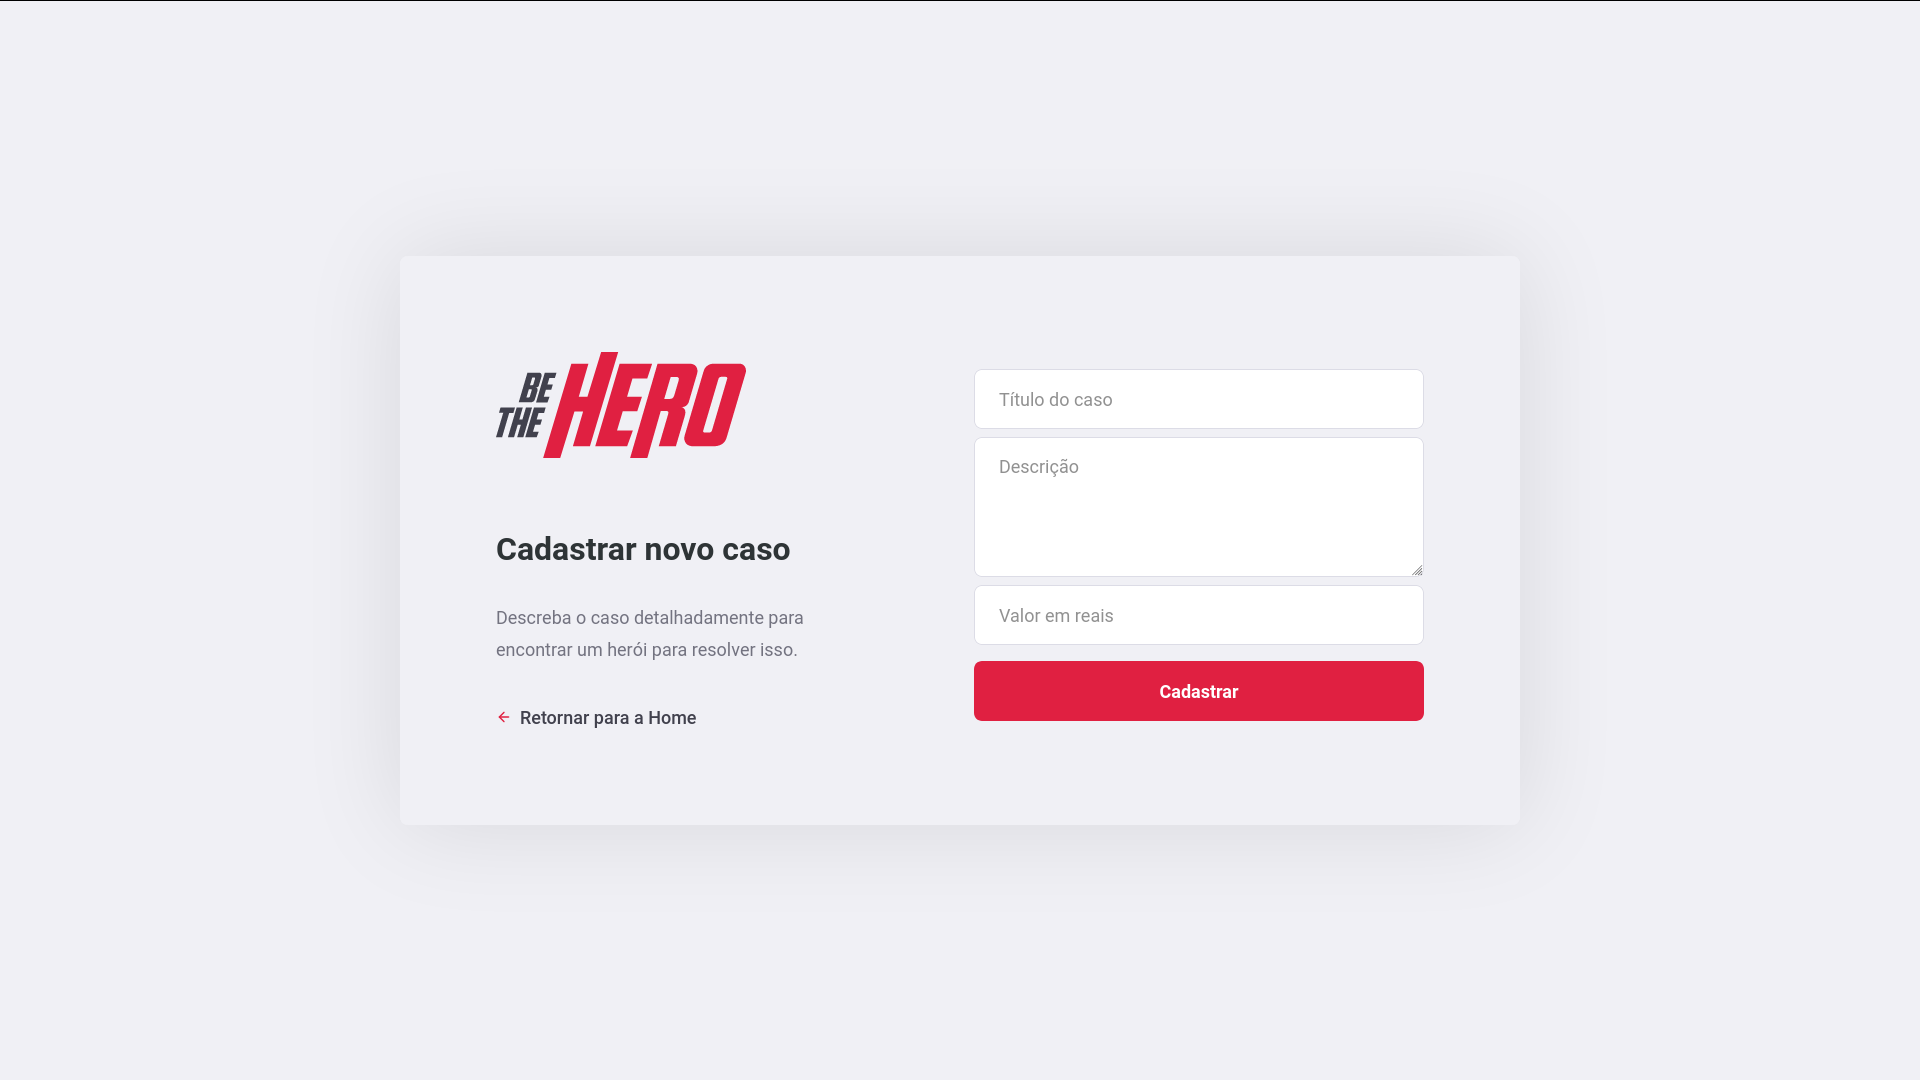 BE
THE
HERO
Cadastrar novo caso
Descreba o caso detalhadamente para
encontrar um herói para resolver isso.
Retornar para a Home
Título do caso
Descrição
Valor em reais
Cadastrar